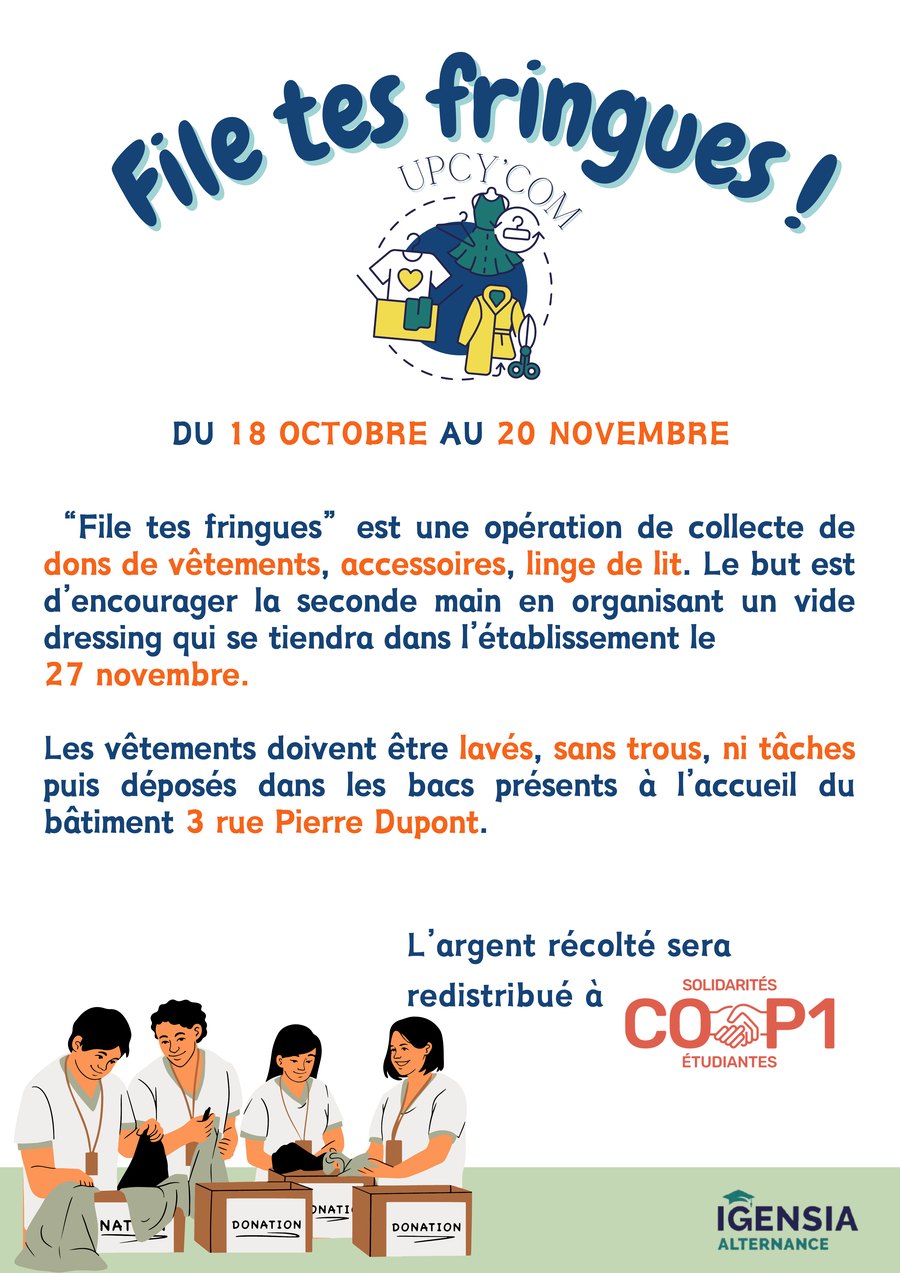 File tes fringues !
UPCY'COM
DU 18 OCTOBRE AU 20 NOVEMBRE
“File tes fringues” est une opération de collecte de
dons de vêtements, accessoires, linge de lit. Le but est
d’encourager la seconde main en organisant un vide
dressing qui se tiendra dans l’établissement le
27 novembre.
Les vêtements doivent être lavés, sans trous, ni tâches
puis déposés dans les bacs présents à l’accueil du
bâtiment 3 rue Pierre Dupont.
L’argent récolté sera
redistribué à
SOLIDARITÉS
CO P1
ÉTUDIANTES
NAT
DONATION
ONATI
DONATION
IGENSIA
ALTERNANCE